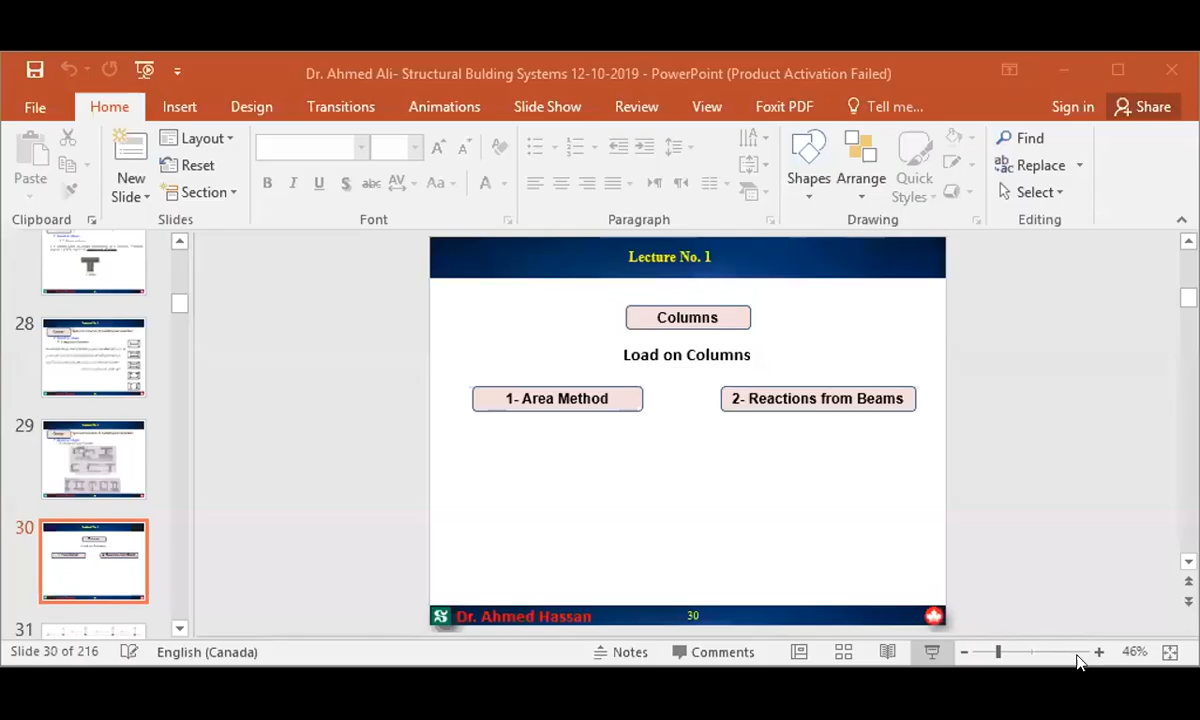 Dr. Ahmed Ali- Structural Bulding Systems 12-10-2019 - PowerPoint (Product Activation Failed)
File Home Insert Design Transitions Animations Slide Show Review View Foxit PDF Tell me... Sign in Share
Paste
New Slide
Layout
Reset
Section
B I U S abc AV Aa A
Shapes
Arrange
Quick Styles
Find
Replace
Select
Clipboard Slides Font Paragraph Drawing Editing
28
29
30
31
Lecture No. 1
Columns
Load on Columns
1- Area Method
2- Reactions from Beams
Dr. Ahmed Hassan 30
Slide 30 of 216 English (Canada) Notes Comments 46%